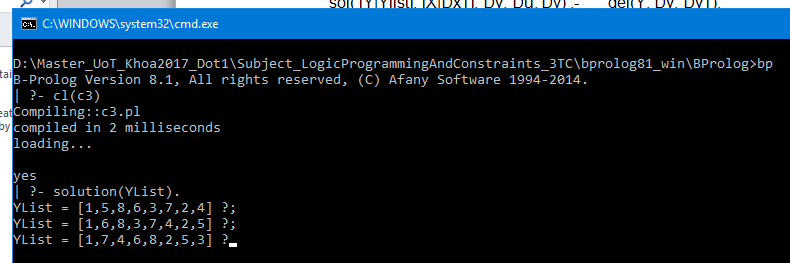 sol( [Y|Ylist], [X|Dx1], Dy, Du, Dv) :- del(Y, Dy, Dy1),
C:\WINDOWS\system32\cmd.exe
D:\Master_UoT_Khoa2017_Dot1\Subject_LogicProgrammingAndConstraints_3TC\bprolog81_win\BProlog>bp
B-Prolog Version 8.1, All rights reserved, (C) Afany Software 1994-2014.
| ?- cl(c3)
Compiling::c3.pl
compiled in 2 milliseconds
loading...
yes
| ?- solution(YList).
YList = [1,5,8,6,3,7,2,4] ?;
YList = [1,6,8,3,7,4,2,5] ?;
YList = [1,7,4,6,8,2,5,3] ?